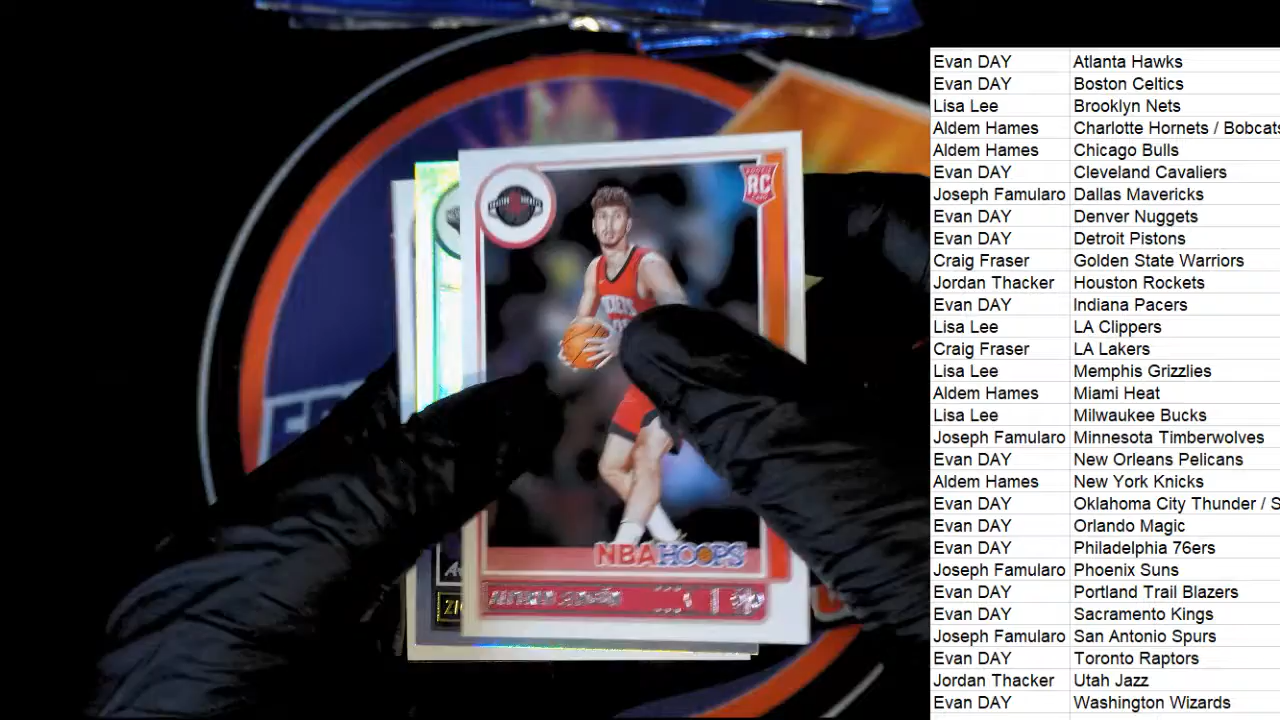 RC
NBA HOOPS
ZI
Evan DAY Atlanta Hawks
Evan DAY Boston Celtics
Lisa Lee Brooklyn Nets
Aldem Hames Charlotte Hornets / Bobcats
Aldem Hames Chicago Bulls
Evan DAY Cleveland Cavaliers
Joseph Famularo Dallas Mavericks
Evan DAY Denver Nuggets
Evan DAY Detroit Pistons
Craig Fraser Golden State Warriors
Jordan Thacker Houston Rockets
Evan DAY Indiana Pacers
Lisa Lee LA Clippers
Craig Fraser LA Lakers
Lisa Lee Memphis Grizzlies
Aldem Hames Miami Heat
Lisa Lee Milwaukee Bucks
Joseph Famularo Minnesota Timberwolves
Evan DAY New Orleans Pelicans
Aldem Hames New York Knicks
Evan DAY Oklahoma City Thunder / S
Evan DAY Orlando Magic
Evan DAY Philadelphia 76ers
Joseph Famularo Phoenix Suns
Evan DAY Portland Trail Blazers
Evan DAY Sacramento Kings
Joseph Famularo San Antonio Spurs
Evan DAY Toronto Raptors
Jordan Thacker Utah Jazz
Evan DAY Washington Wizards